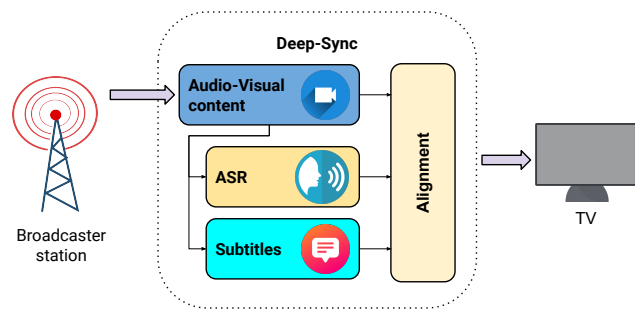 Deep-Sync
Audio-Visual
content
ASR
Subtitles
Alignment
Broadcaster
station
TV